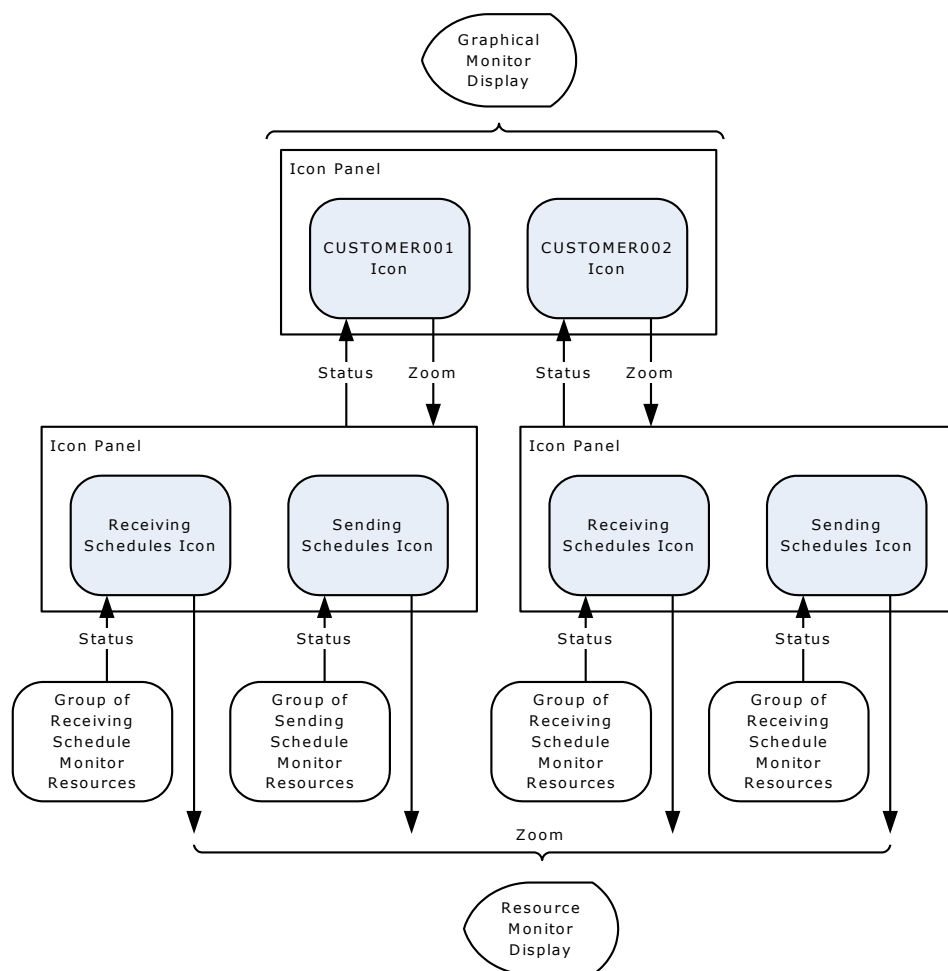 Graphical
Monitor
Display
Icon Panel
CUSTOMER001
Icon
CUSTOMER002
Icon
Status
Zoom
Status
Zoom
Icon Panel
Receiving
Schedules Icon
Sending
Schedules Icon
Icon Panel
Receiving
Schedules Icon
Sending
Schedules Icon
Status
Status
Status
Status
Group of
Receiving
Schedule
Monitor
Resources
Group of
Sending
Schedule
Monitor
Resources
Group of
Receiving
Schedule
Monitor
Resources
Group of
Receiving
Schedule
Monitor
Resources
Zoom
Resource
Monitor
Display